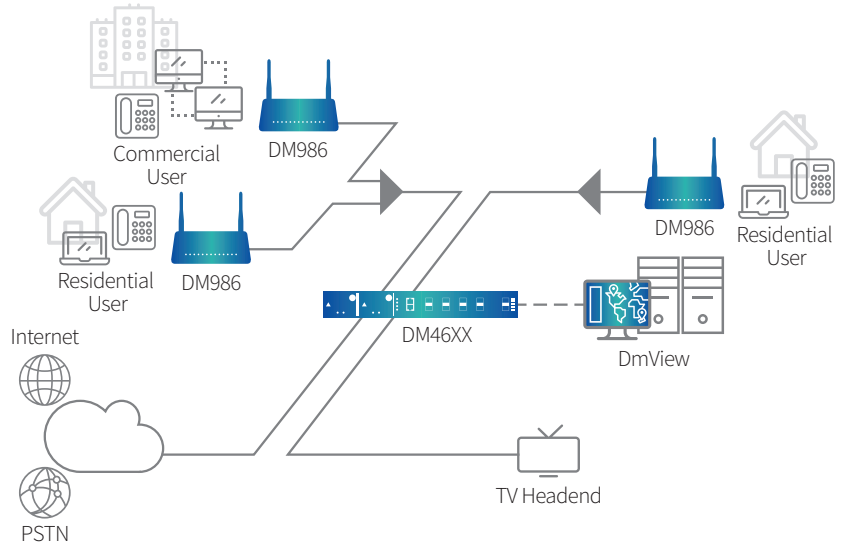 Commercial
User
DM986
Residential
User
DM986
DM986
Residential
User
DM46XX
DmView
Internet
PSTN
TV Headend